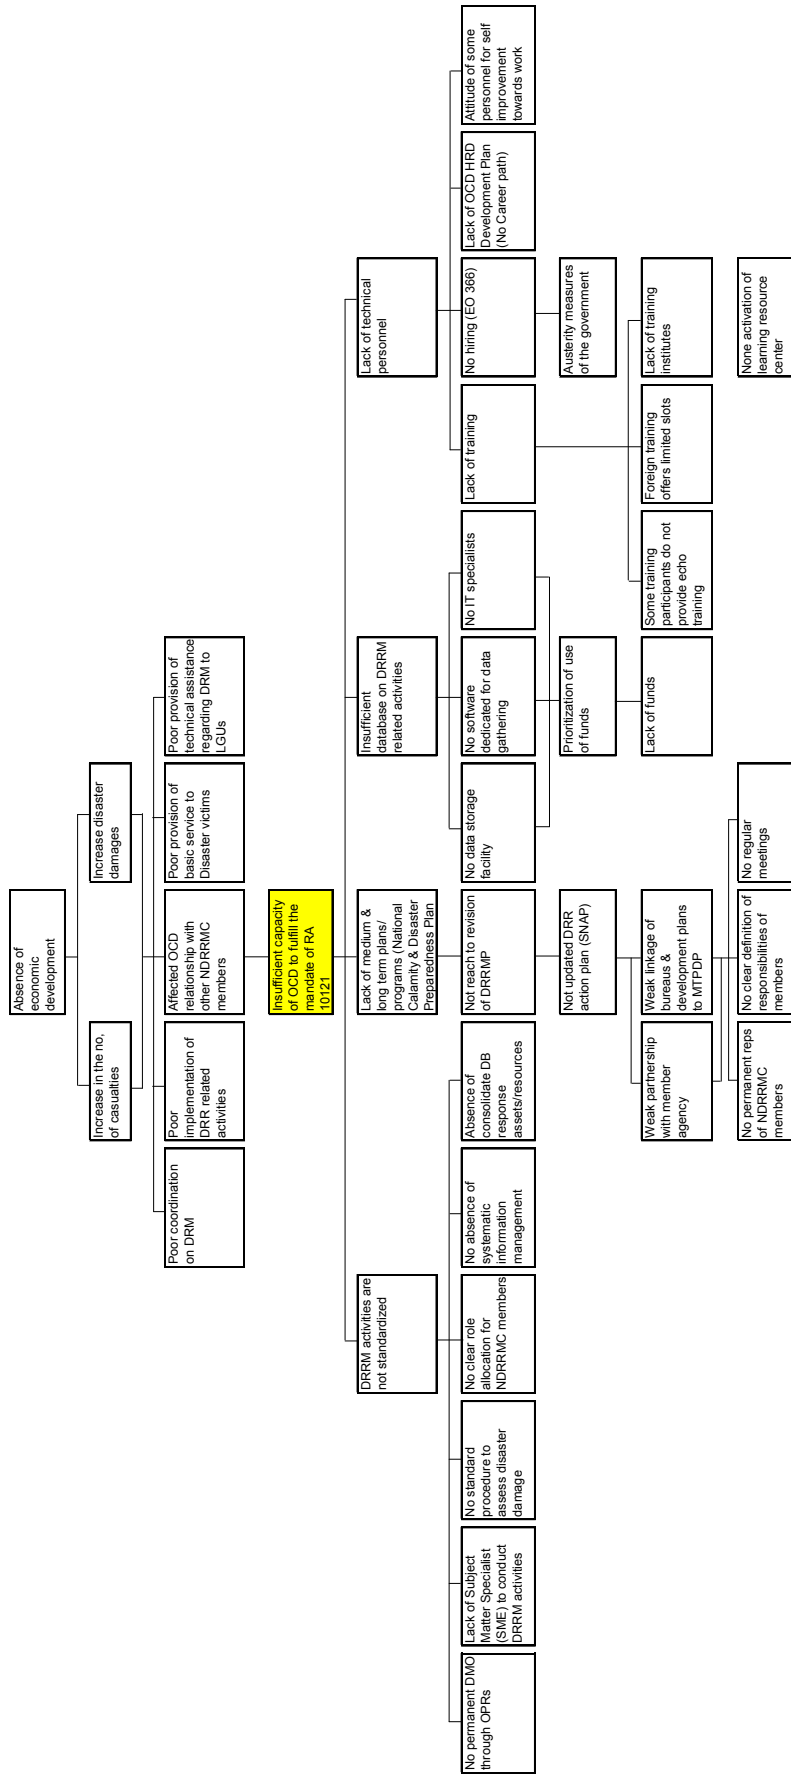 Absence of
economic
development
Increase in the no,
of casualties
Increase disaster
damages
Poor coordination
on DRM
Poor
implementation of
DRR related
activities
Affected OCD
relationship with
other NDRRMC
members
Poor provision of
basic service to
Disaster victims
Poor provision of
technical assistance
regarding DRM to
LGUs
Insufficient capacity
of OCD to fulfill the
mandate of RA
10121
DRRM activities are
not standardized
Lack of medium &
long term plans/
programs (National
Calamity & Disaster
Preparedness Plan
Insufficient
database on DRRM
related activities
Lack of technical
personnel
No permanent DMO
through OPRs
Lack of Subject
Matter Specialist
(SME) to conduct
DRRM activities
No standard
procedure to
assess disaster
damage
No clear role
allocation for
NDRRMC members
No absence of
systematic
information
management
Absence of
consolidate DB
response
assets/resources
Not reach to revision
of DRRMP
No data storage
facility
No software
dedicated for data
gathering
No IT specialists
Lack of training
No hiring (EO 366)
Lack of OCD HRD
Development Plan
(No Career path)
Attitude of some
personnel for self
improvement
towards work
Not updated DRR
action plan (SNAP)
Prioritization of use
of funds
Austerity measures
of the government
Weak partnership
with member
agency
Weak linkage of
bureaus &
development plans
to MTPDP
Lack of funds
Some training
participants do not
provide echo
training
Foreign training
offers limited slots
Lack of training
institutes
No permanent reps
of NDRRMC
members
No clear definition of
responsibilities of
members
No regular
meetings
None activation of
learning resource
center